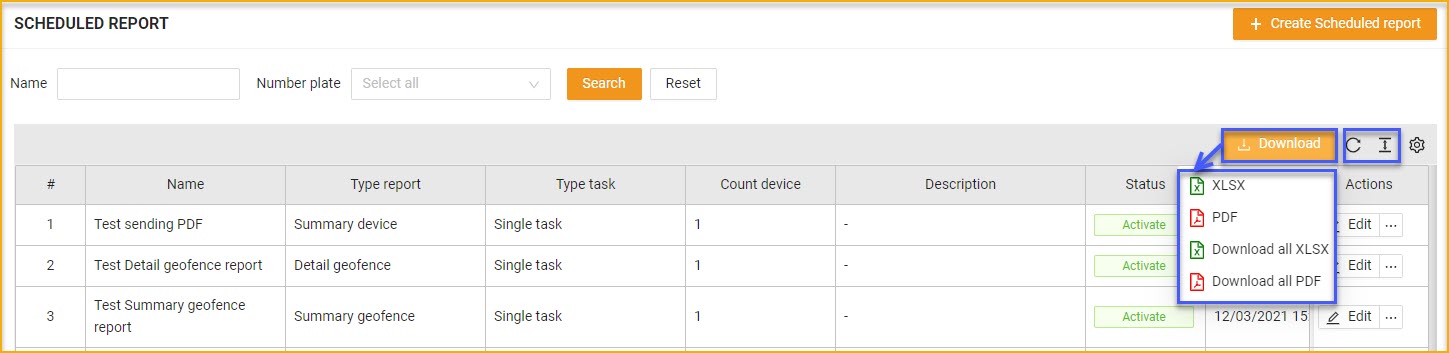 SCHEDULED REPORT
+ Create Scheduled report
Name
Number plate Select all
Search
Reset
Download
# Name Type report Type task Count device Description Status Actions
XLSX
PDF
Download all XLSX
Download all PDF
1 Test sending PDF Summary device Single task 1 - Activate Edit ...
2 Test Detail geofence report Detail geofence Single task 1 - Activate Edit ...
3 Test Summary geofence report Summary geofence Single task 1 - Activate 12/03/2021 15 Edit ...